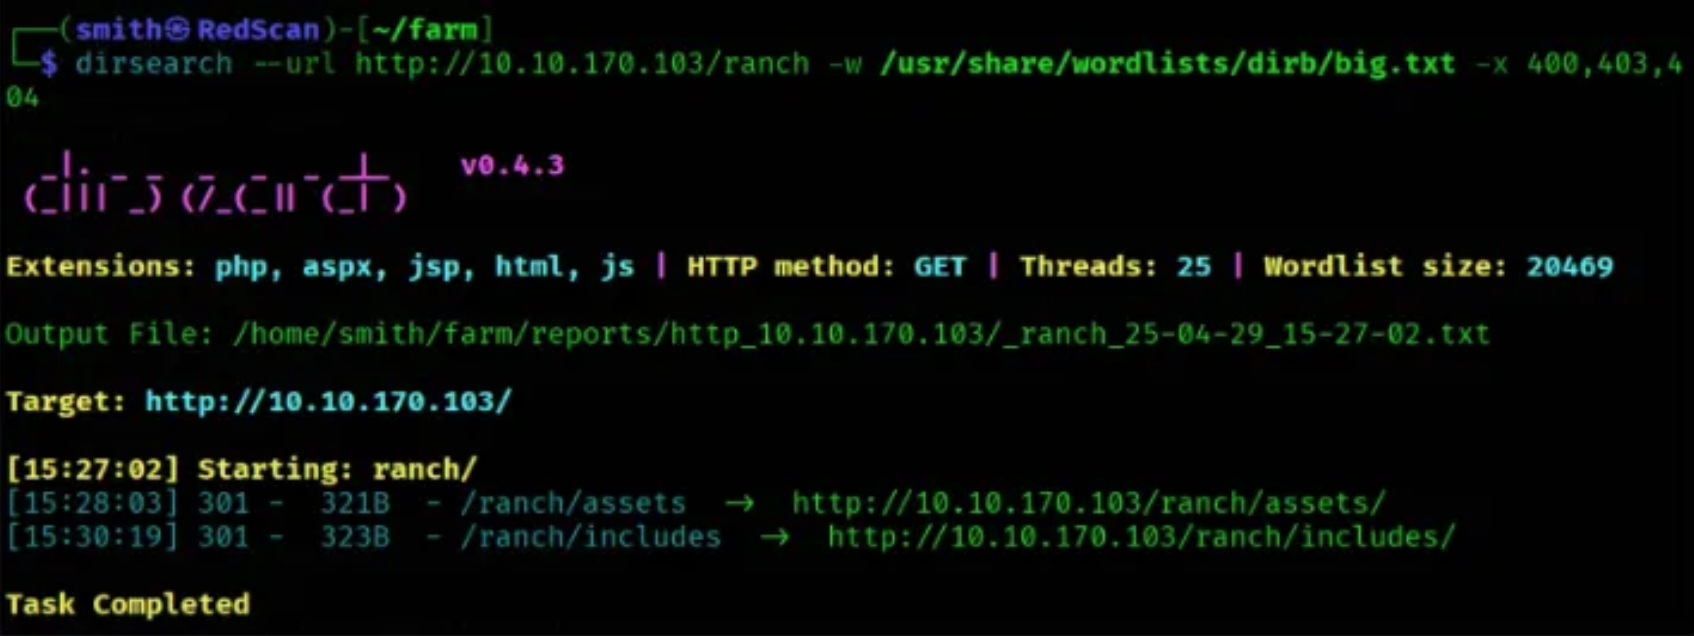 (smith㉿RedScan)-[~/farm]
$ dirsearch --url http://10.10.170.103/ranch -w /usr/share/wordlists/dirb/big.txt -x 400,403,4
04
dirsearch v0.4.3
Extensions: php, aspx, jsp, html, js | HTTP method: GET | Threads: 25 | Wordlist size: 20469
Output File: /home/smith/farm/reports/http_10.10.170.103/_ranch_25-04-29_15-27-02.txt
Target: http://10.10.170.103/
[15:27:02] Starting: ranch/
[15:28:03] 301 -  321B  - /ranch/assets  →  http://10.10.170.103/ranch/assets/
[15:30:19] 301 -  323B  - /ranch/includes  →  http://10.10.170.103/ranch/includes/
Task Completed